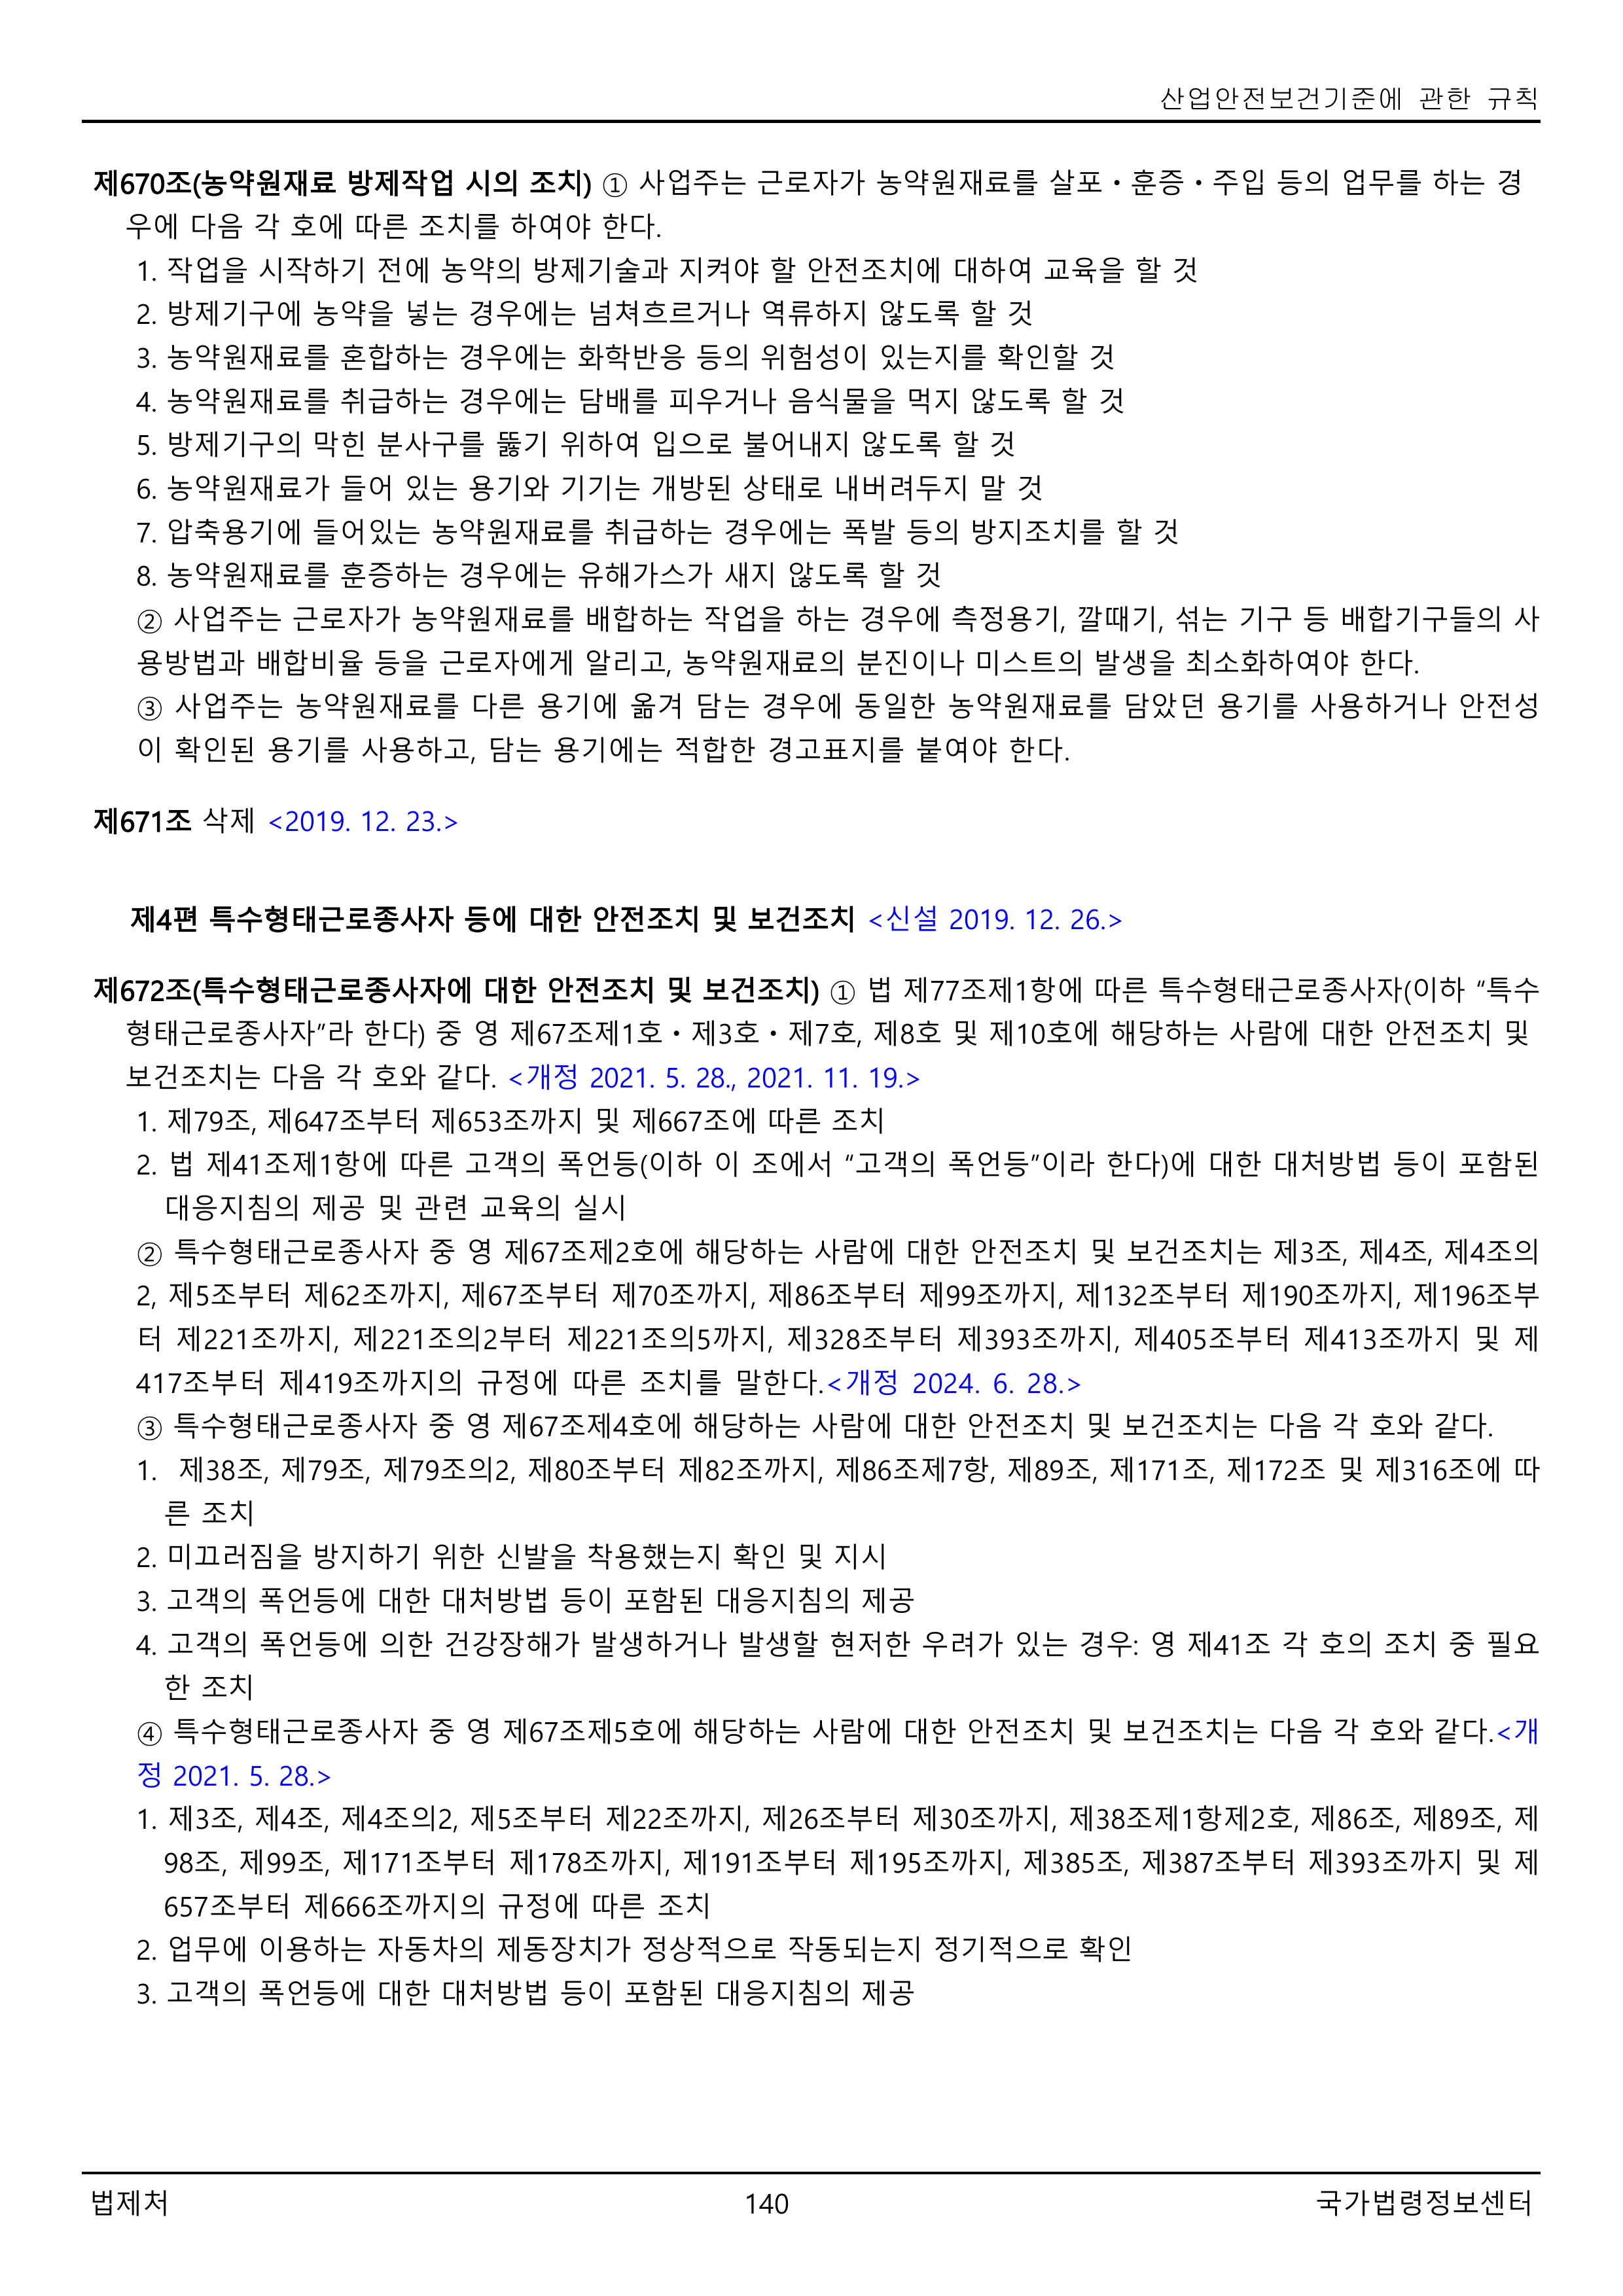 산업안전보건기준에 관한 규칙
제670조(농약원재료 방제작업 시의 조치) ① 사업주는 근로자가 농약원재료를 살포ㆍ훈증ㆍ주입 등의 업무를 하는 경
우에 다음 각 호에 따른 조치를 하여야 한다.
1. 작업을 시작하기 전에 농약의 방제기술과 지켜야 할 안전조치에 대하여 교육을 할 것
2. 방제기구에 농약을 넣는 경우에는 넘쳐흐르거나 역류하지 않도록 할 것
3. 농약원재료를 혼합하는 경우에는 화학반응 등의 위험성이 있는지를 확인할 것
4. 농약원재료를 취급하는 경우에는 담배를 피우거나 음식물을 먹지 않도록 할 것
5. 방제기구의 막힌 분사구를 뚫기 위하여 입으로 불어내지 않도록 할 것
6. 농약원재료가 들어 있는 용기와 기기는 개방된 상태로 내버려두지 말 것
7. 압축용기에 들어있는 농약원재료를 취급하는 경우에는 폭발 등의 방지조치를 할 것
8. 농약원재료를 훈증하는 경우에는 유해가스가 새지 않도록 할 것
② 사업주는 근로자가 농약원재료를 배합하는 작업을 하는 경우에 측정용기, 깔때기, 섞는 기구 등 배합기구들의 사
용방법과 배합비율 등을 근로자에게 알리고, 농약원재료의 분진이나 미스트의 발생을 최소화하여야 한다.
③ 사업주는 농약원재료를 다른 용기에 옮겨 담는 경우에 동일한 농약원재료를 담았던 용기를 사용하거나 안전성
이 확인된 용기를 사용하고, 담는 용기에는 적합한 경고표지를 붙여야 한다.
제671조 삭제 <2019. 12. 23.>
제4편 특수형태근로종사자 등에 대한 안전조치 및 보건조치 <신설 2019. 12. 26.>
제672조(특수형태근로종사자에 대한 안전조치 및 보건조치) ① 법 제77조제1항에 따른 특수형태근로종사자(이하 “특수
형태근로종사자”라 한다) 중 영 제67조제1호ㆍ제3호ㆍ제7호, 제8호 및 제10호에 해당하는 사람에 대한 안전조치 및
보건조치는 다음 각 호와 같다. <개정 2021. 5. 28., 2021. 11. 19.>
1. 제79조, 제647조부터 제653조까지 및 제667조에 따른 조치
2. 법 제41조제1항에 따른 고객의 폭언등(이하 이 조에서 “고객의 폭언등”이라 한다)에 대한 대처방법 등이 포함된
대응지침의 제공 및 관련 교육의 실시
② 특수형태근로종사자 중 영 제67조제2호에 해당하는 사람에 대한 안전조치 및 보건조치는 제3조, 제4조, 제4조의
2, 제5조부터 제62조까지, 제67조부터 제70조까지, 제86조부터 제99조까지, 제132조부터 제190조까지, 제196조부
터 제221조까지, 제221조의2부터 제221조의5까지, 제328조부터 제393조까지, 제405조부터 제413조까지 및 제
417조부터 제419조까지의 규정에 따른 조치를 말한다.<개정 2024. 6. 28.>
③ 특수형태근로종사자 중 영 제67조제4호에 해당하는 사람에 대한 안전조치 및 보건조치는 다음 각 호와 같다.
1. 제38조, 제79조, 제79조의2, 제80조부터 제82조까지, 제86조제7항, 제89조, 제171조, 제172조 및 제316조에 따
른 조치
2. 미끄러짐을 방지하기 위한 신발을 착용했는지 확인 및 지시
3. 고객의 폭언등에 대한 대처방법 등이 포함된 대응지침의 제공
4. 고객의 폭언등에 의한 건강장해가 발생하거나 발생할 현저한 우려가 있는 경우: 영 제41조 각 호의 조치 중 필요
한 조치
④ 특수형태근로종사자 중 영 제67조제5호에 해당하는 사람에 대한 안전조치 및 보건조치는 다음 각 호와 같다.<개
정 2021. 5. 28.>
1. 제3조, 제4조, 제4조의2, 제5조부터 제22조까지, 제26조부터 제30조까지, 제38조제1항제2호, 제86조, 제89조, 제
98조, 제99조, 제171조부터 제178조까지, 제191조부터 제195조까지, 제385조, 제387조부터 제393조까지 및 제
657조부터 제666조까지의 규정에 따른 조치
2. 업무에 이용하는 자동차의 제동장치가 정상적으로 작동되는지 정기적으로 확인
3. 고객의 폭언등에 대한 대처방법 등이 포함된 대응지침의 제공
법제처 140 국가법령정보센터